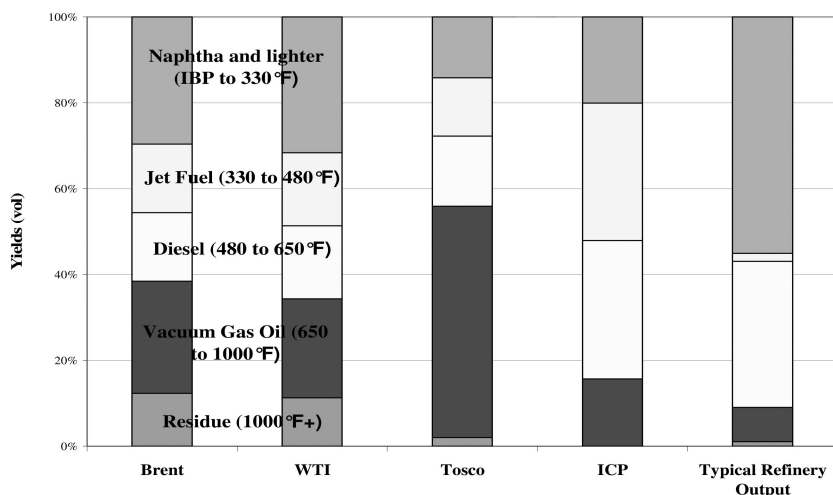 100%
Naphtha and lighter
(IBP to 330°F)
80%
Jet Fuel (330 to 480°F)
60%
Yields (vol)
Diesel (480 to 650°F)
40%
Vacuum Gas Oil (650
to 1000°F)
20%
Residue (1000°F+)
0%
Brent
WTI
Tosco
ICP
Typical Refinery
Output